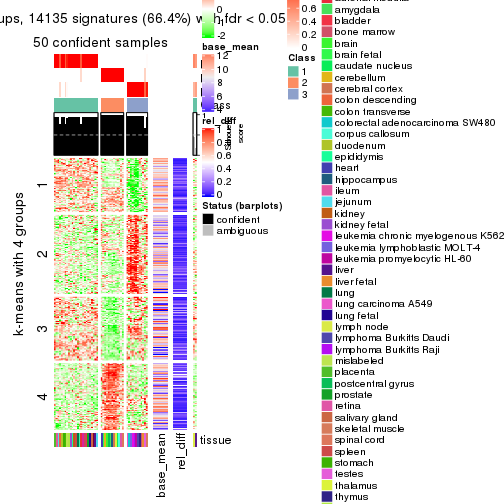 ups, 14135 signatures (66.4%) with fdr < 0.05
50 confident samples
0
-2
base_mean
12
10
8
6
4
2
0
rel_diff
1
0.8
0.6
0.4
0.2
0
Silhouette
score
Status (barplots)
confident
ambiguous
0.6
0.4
0.2
0
Class
1
2
3
k-means with 4 groups
1
2
3
4
tissue
base_mean
rel_diff
amygdala
bladder
bone marrow
brain
brain fetal
caudate nucleus
cerebellum
cerebral cortex
colon descending
colon transverse
colorectal adenocarcinoma SW480
corpus callosum
duodenum
epididymis
heart
hippocampus
ileum
jejunum
kidney
kidney fetal
leukemia chronic myelogenous K562
leukemia lymphoblastic MOLT-4
leukemia promyelocytic HL-60
liver
liver fetal
lung
lung carcinoma A549
lung fetal
lymph node
lymphoma Burkitts Daudi
lymphoma Burkitts Raji
mislabeled
placenta
postcentral gyrus
prostate
retina
salivary gland
skeletal muscle
spinal cord
spleen
stomach
testes
thalamus
thymus